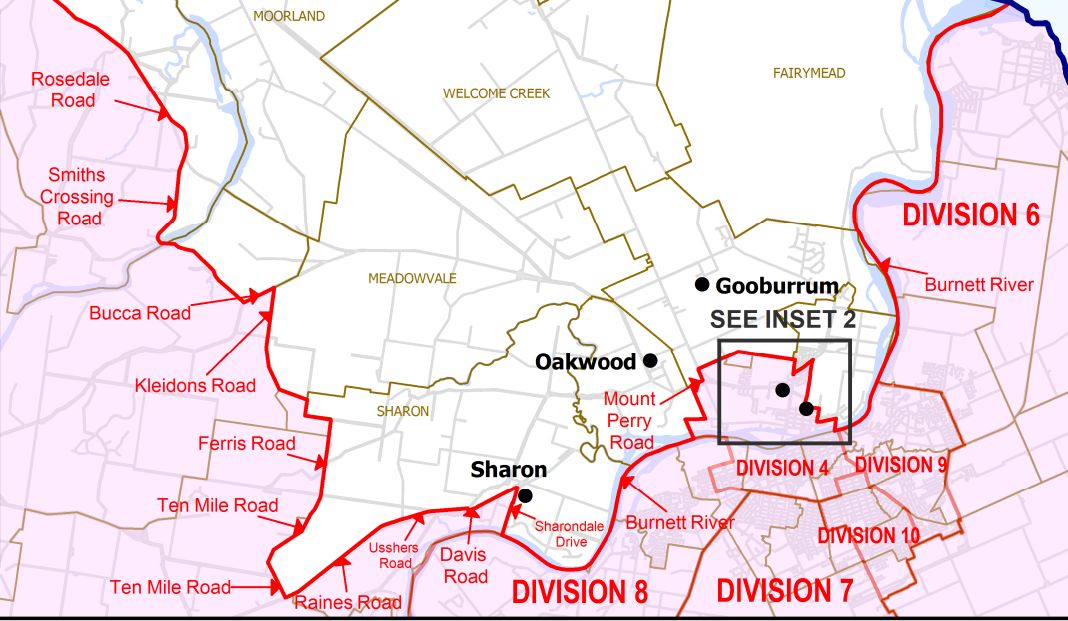 MOORLAND
FAIRYMEAD
Rosedale
Road
WELCOME CREEK
Smiths
Crossing
Road
DIVISION 6
MEADOWVALE
Gooburrum
Burnett River
Bucca Road
SEE INSET 2
Oakwood
Kleidons Road
Mount
Perry
Road
SHARON
Ferris Road
Sharon
DIVISION 4
DIVISION 9
Ten Mile Road
Sharondale
Drive
Burnett River
DIVISION 10
Usshers
Road
Davis
Road
Ten Mile Road
Raines Road
DIVISION 8
DIVISION 7